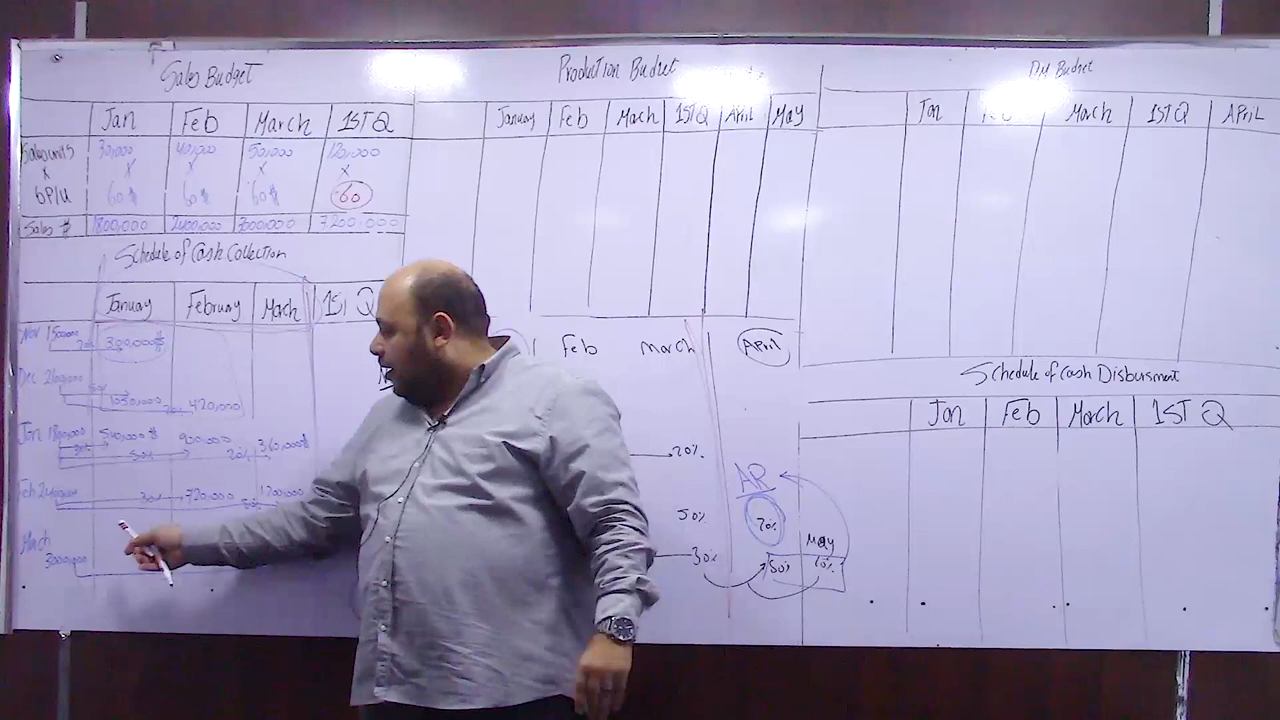 Sales Budget
Jan Feb March 1ST Q
Sales units 30,000 40,000 50,000 120,000
x x x x x
SP/U 60$ 60$ 60$ 60
Sales $ 1800,000 2400,000 3000,000 7200,000
Schedule of Cash Collection
January February March 1ST Q
Nov 1500,000 20% 300,000$
Dec 2100,000 50% 1050,000 20% 420,000
Jan 1800,000 540,000$ 900,000 360,000$
30% 50% 20%
Feb 2400,000 30% 720,000 50% 1200,000
March
3000,000
Production Budget
January Feb March 1ST Q April May
Feb March April
20%
50%
30%
AR
70%
May
50% 20%
DM Budget
Jan March 1ST Q APRIL
Schedule of Cash Disbursment
Jan Feb March 1ST Q